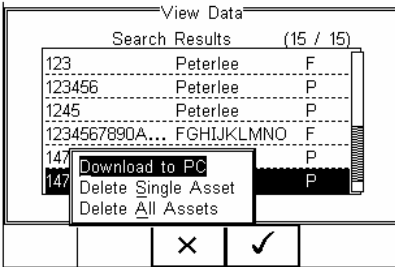 View Data
Search Results (15 / 15)
123 Peterlee F
123456 Peterlee P
1245 Peterlee P
1234567890A... FGHIJKLMNO F
147 P
147 P
Download to PC
Delete Single Asset
Delete All Assets